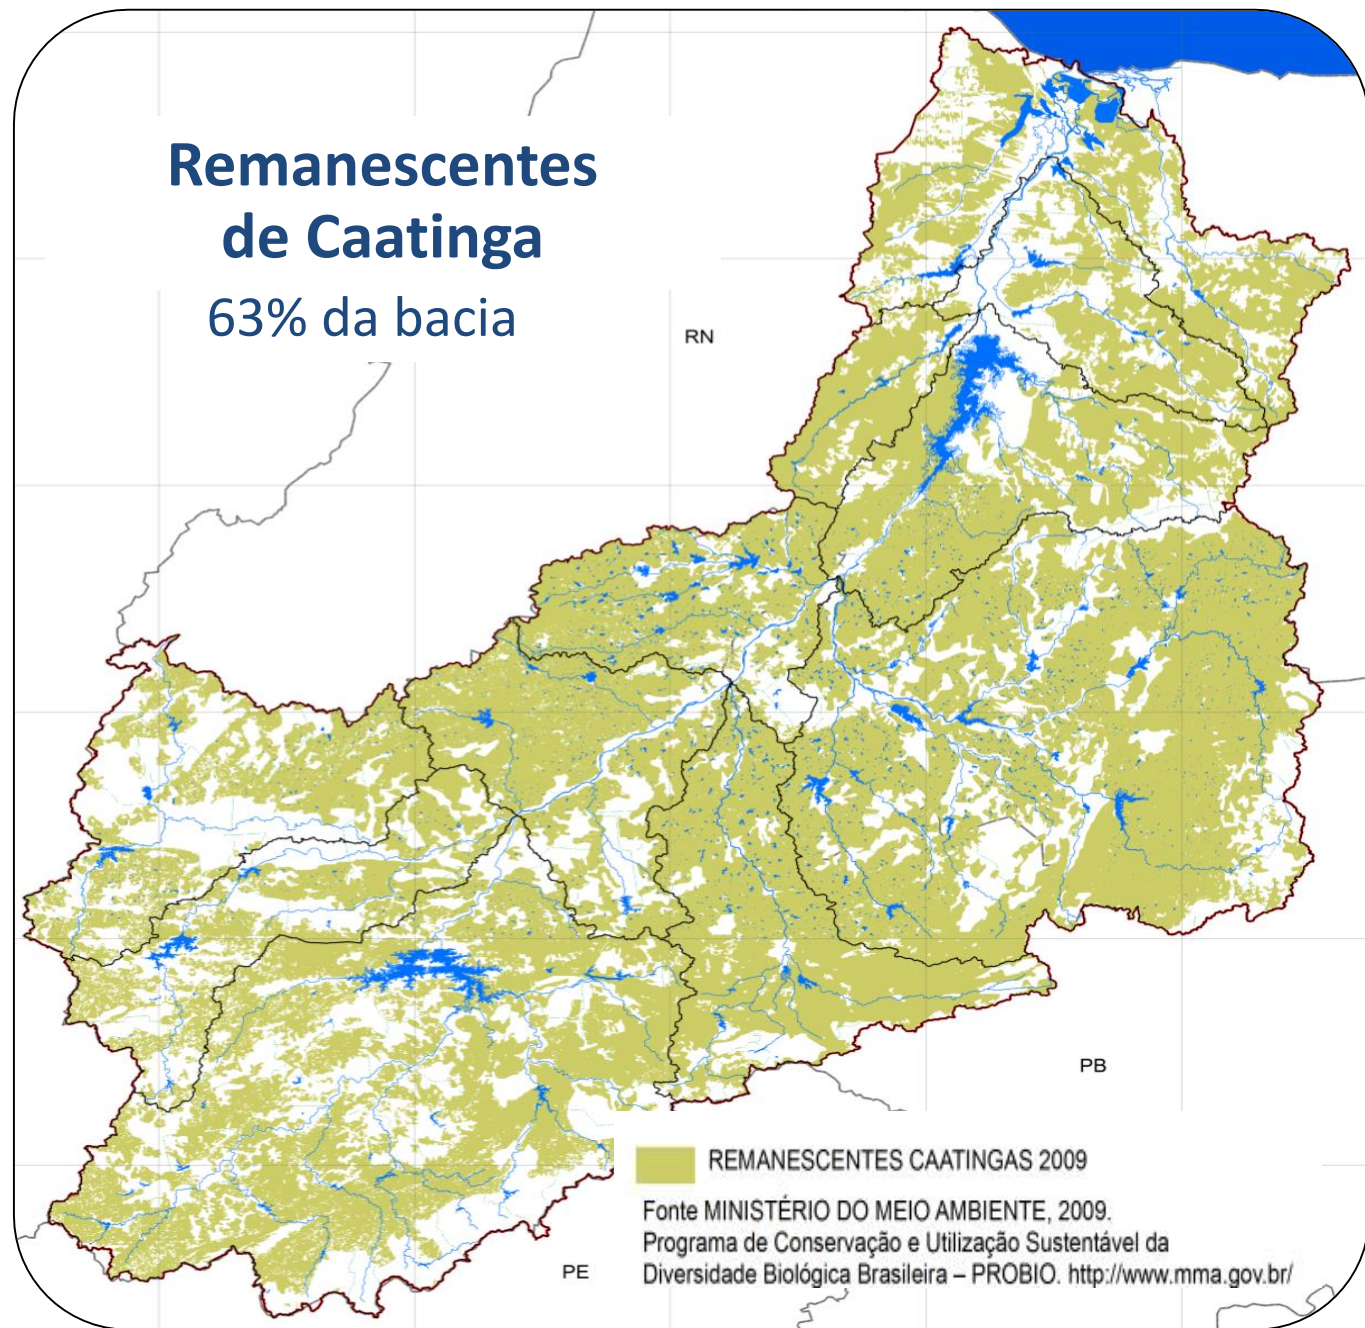 Remanescentes
de Caatinga
63% da bacia
RN
PB
REMANESCENTES CAATINGAS 2009
Fonte MINISTÉRIO DO MEIO AMBIENTE, 2009.
Programa de Conservação e Utilização Sustentável da
Diversidade Biológica Brasileira – PROBIO. http://www.mma.gov.br/
PE